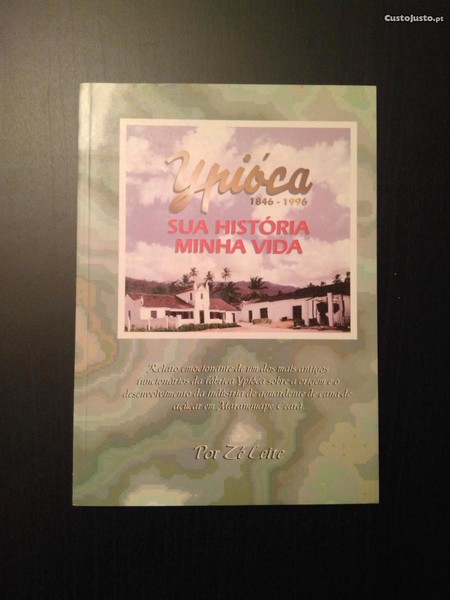 CustoJusto.pt
Ypióca
1846 - 1996
SUA HISTÓRIA
MINHA VIDA
Relato emocionante de um dos mais antigos
funcionários da fábrica Ypióca sobre a origem e o
desenvolvimento da indústria do aguardente de cana de
açúcar em Maranguape Ceará.
Por Zé Leite